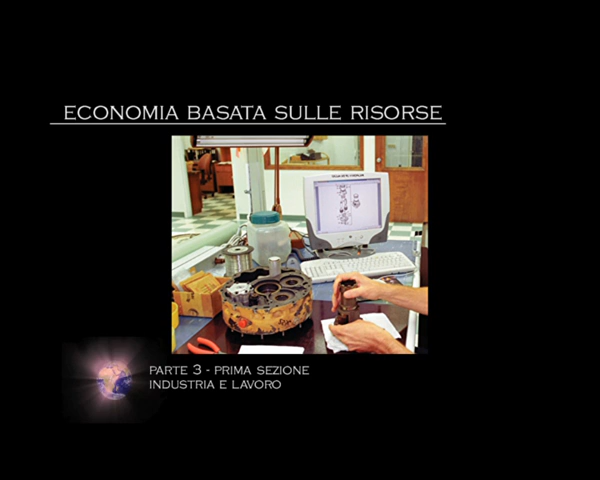 ECONOMIA BASATA SULLE RISORSE
PARTE 3 - PRIMA SEZIONE
INDUSTRIA E LAVORO